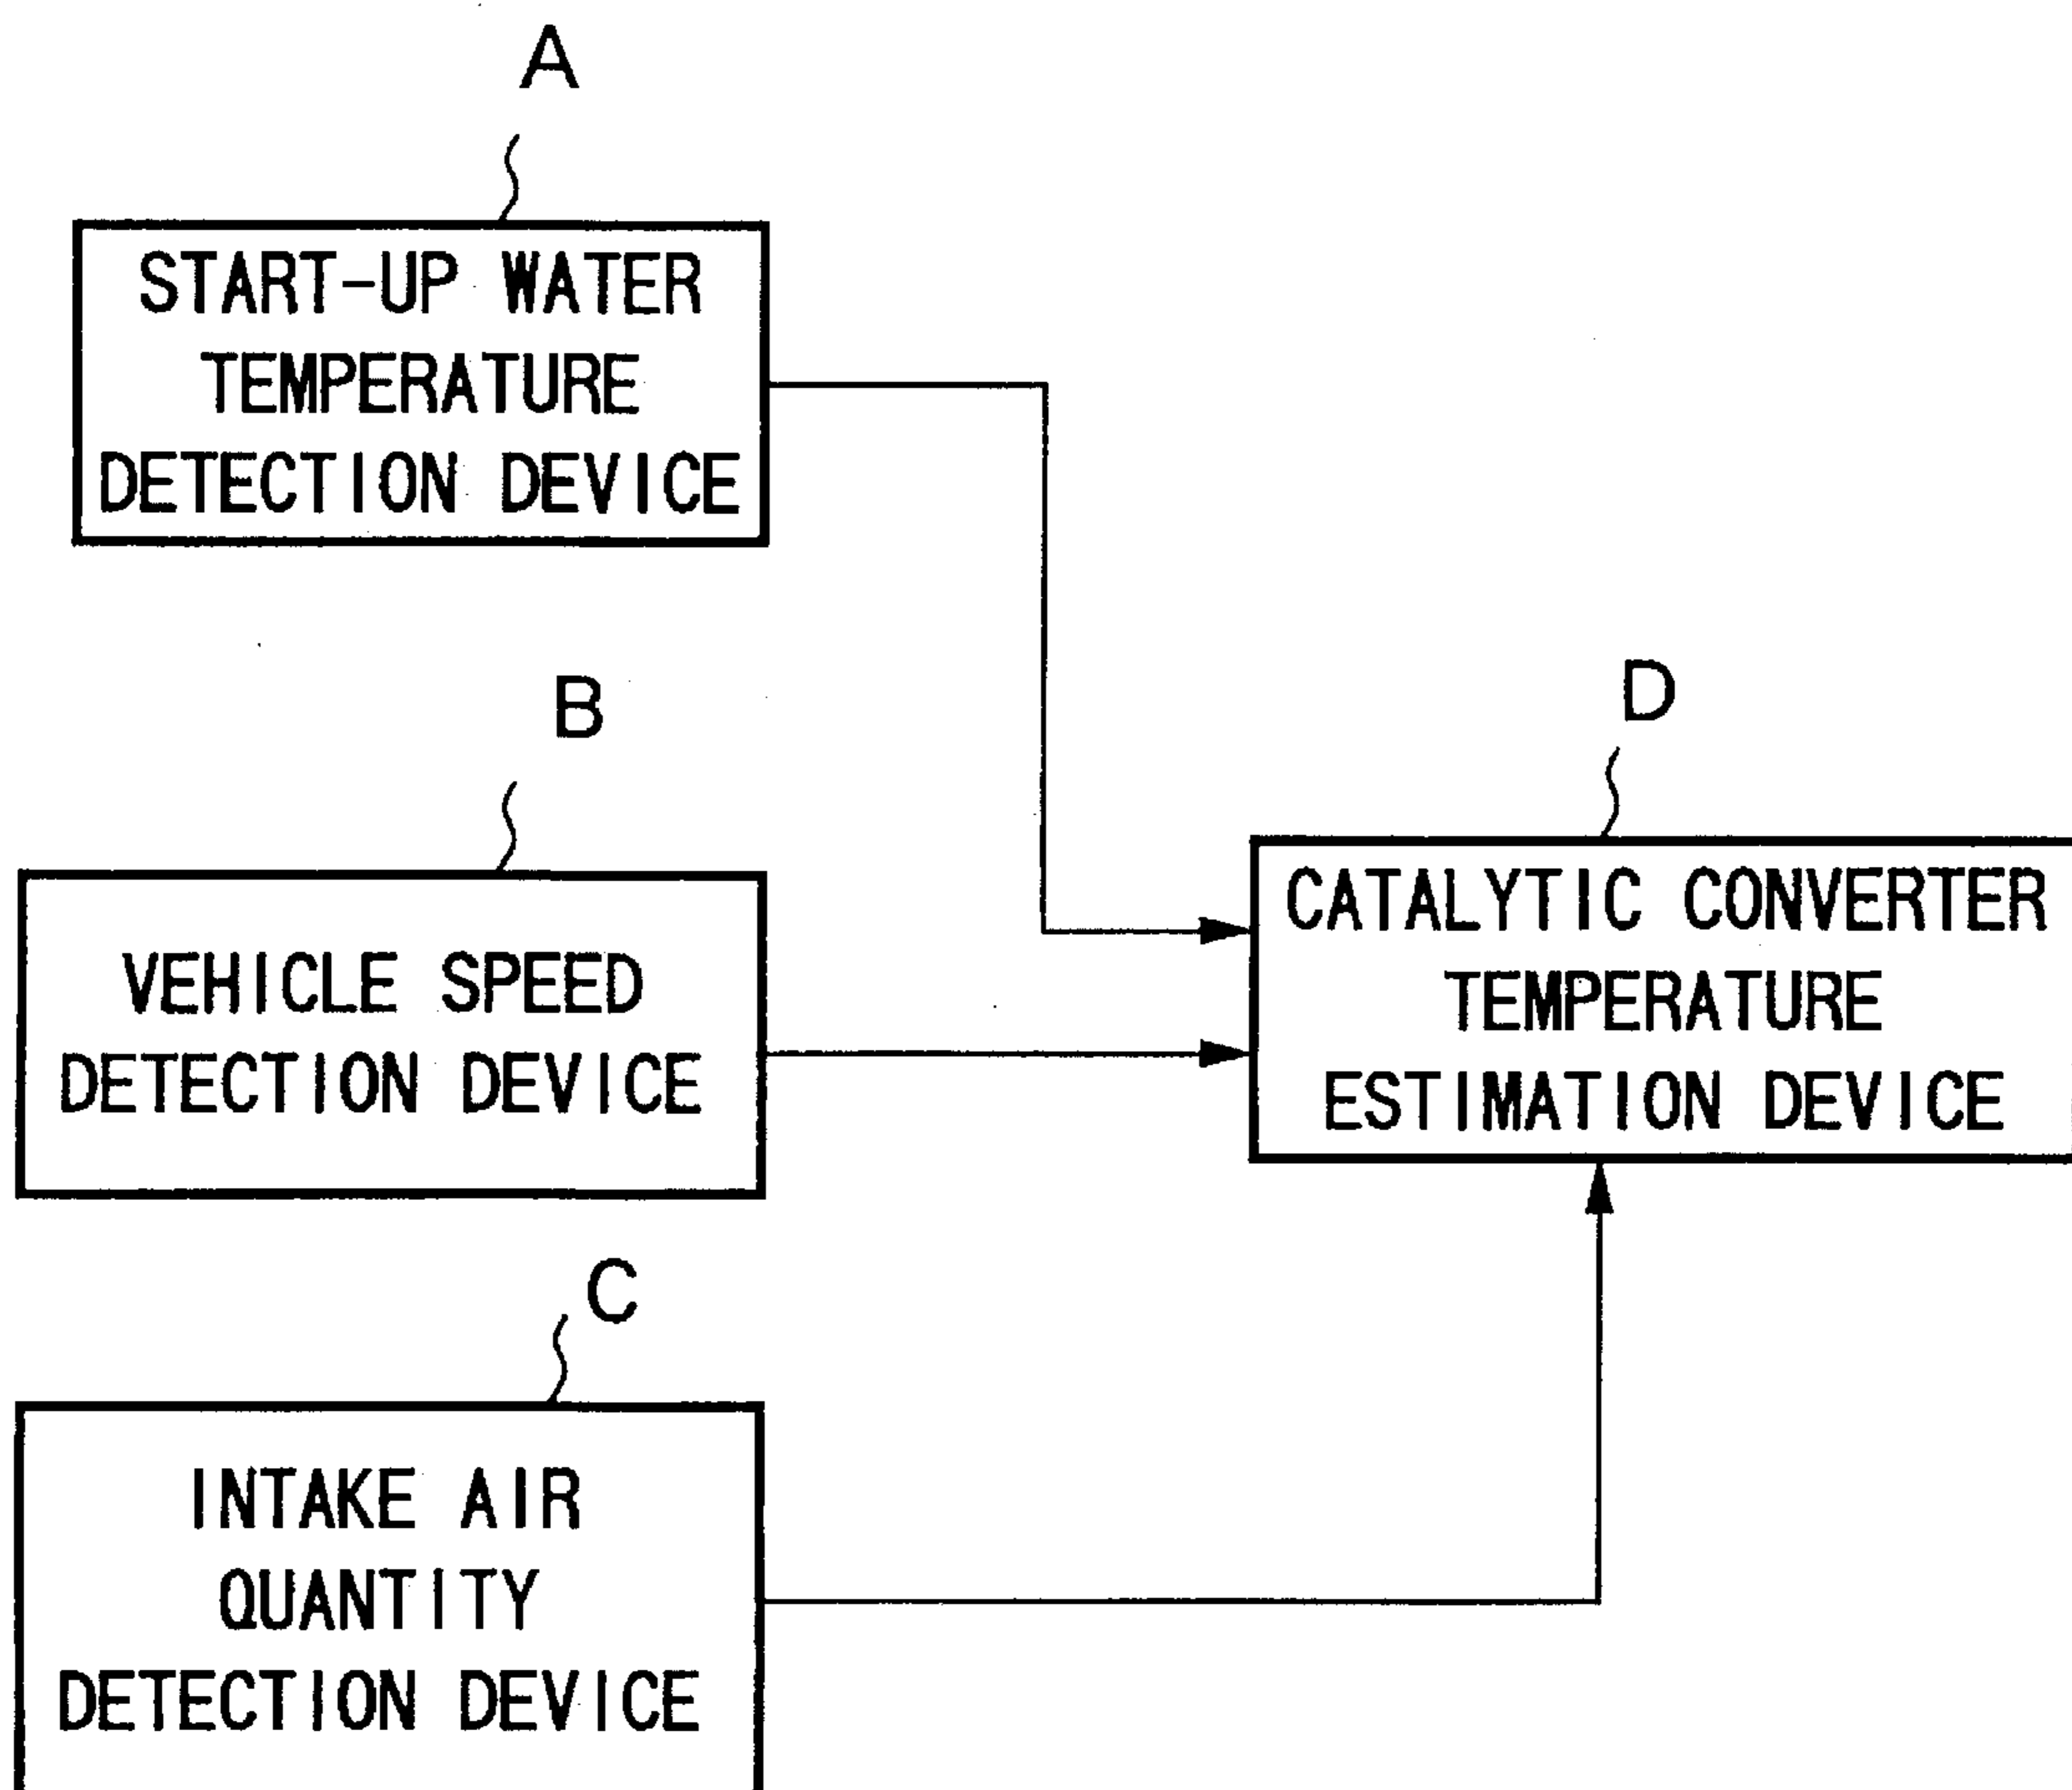 A
START-UP WATER
TEMPERATURE
DETECTION DEVICE
B
VEHICLE SPEED
DETECTION DEVICE
C
INTAKE AIR
QUANTITY
DETECTION DEVICE
D
CATALYTIC CONVERTER
TEMPERATURE
ESTIMATION DEVICE